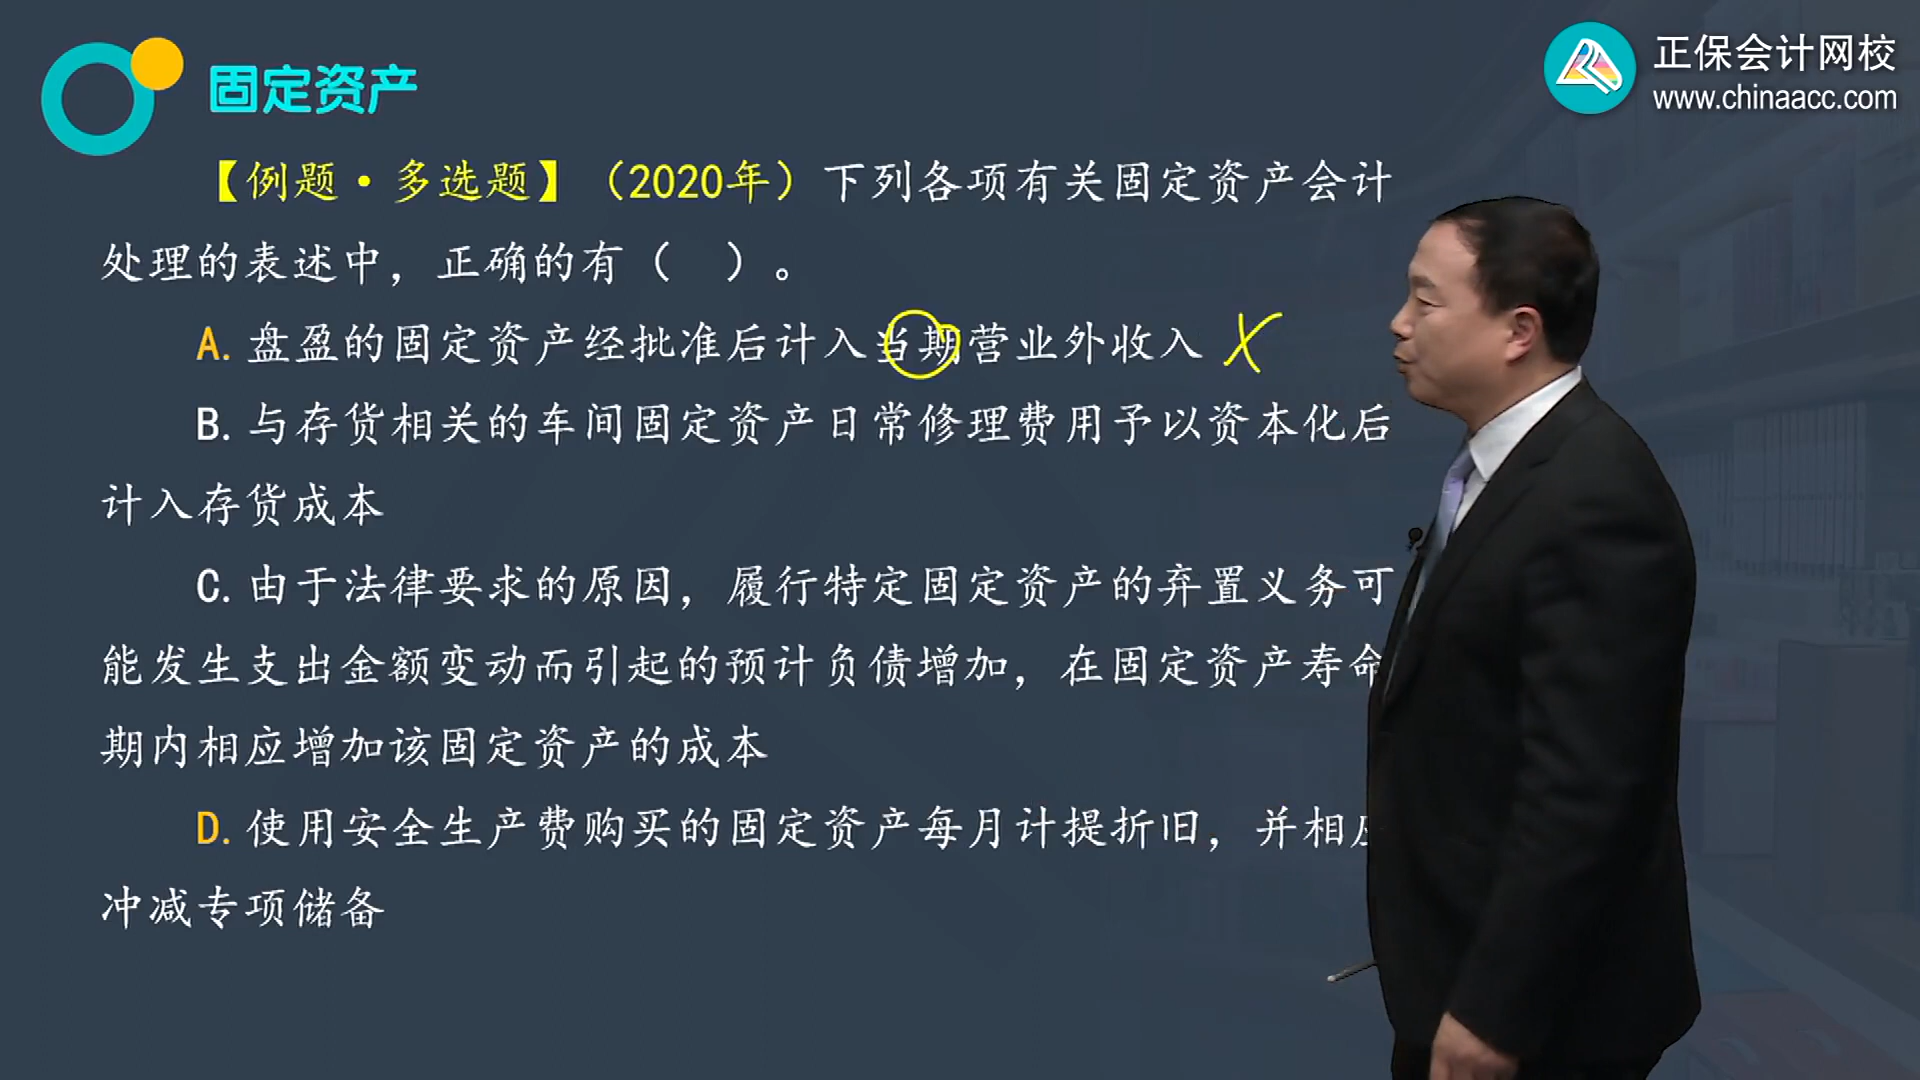 固定资产
正保会计网校
www.chinaacc.com
【例题·多选题】（2020年）下列各项有关固定资产会计
处理的表述中，正确的有（ ）。
A. 盘盈的固定资产经批准后计入当期营业外收入 X
B. 与存货相关的车间固定资产日常修理费用予以资本化后
计入存货成本
C. 由于法律要求的原因，履行特定固定资产的弃置义务可
能发生支出金额变动而引起的预计负债增加，在固定资产寿命
期内相应增加该固定资产的成本
D. 使用安全生产费购买的固定资产每月计提折旧，并相应
冲减专项储备